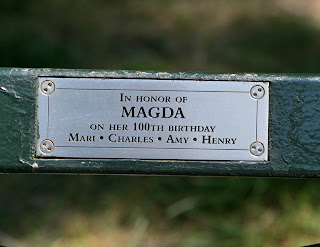 In honor of
MAGDA
on her 100th birthday
Mari • Charles • Amy • Henry